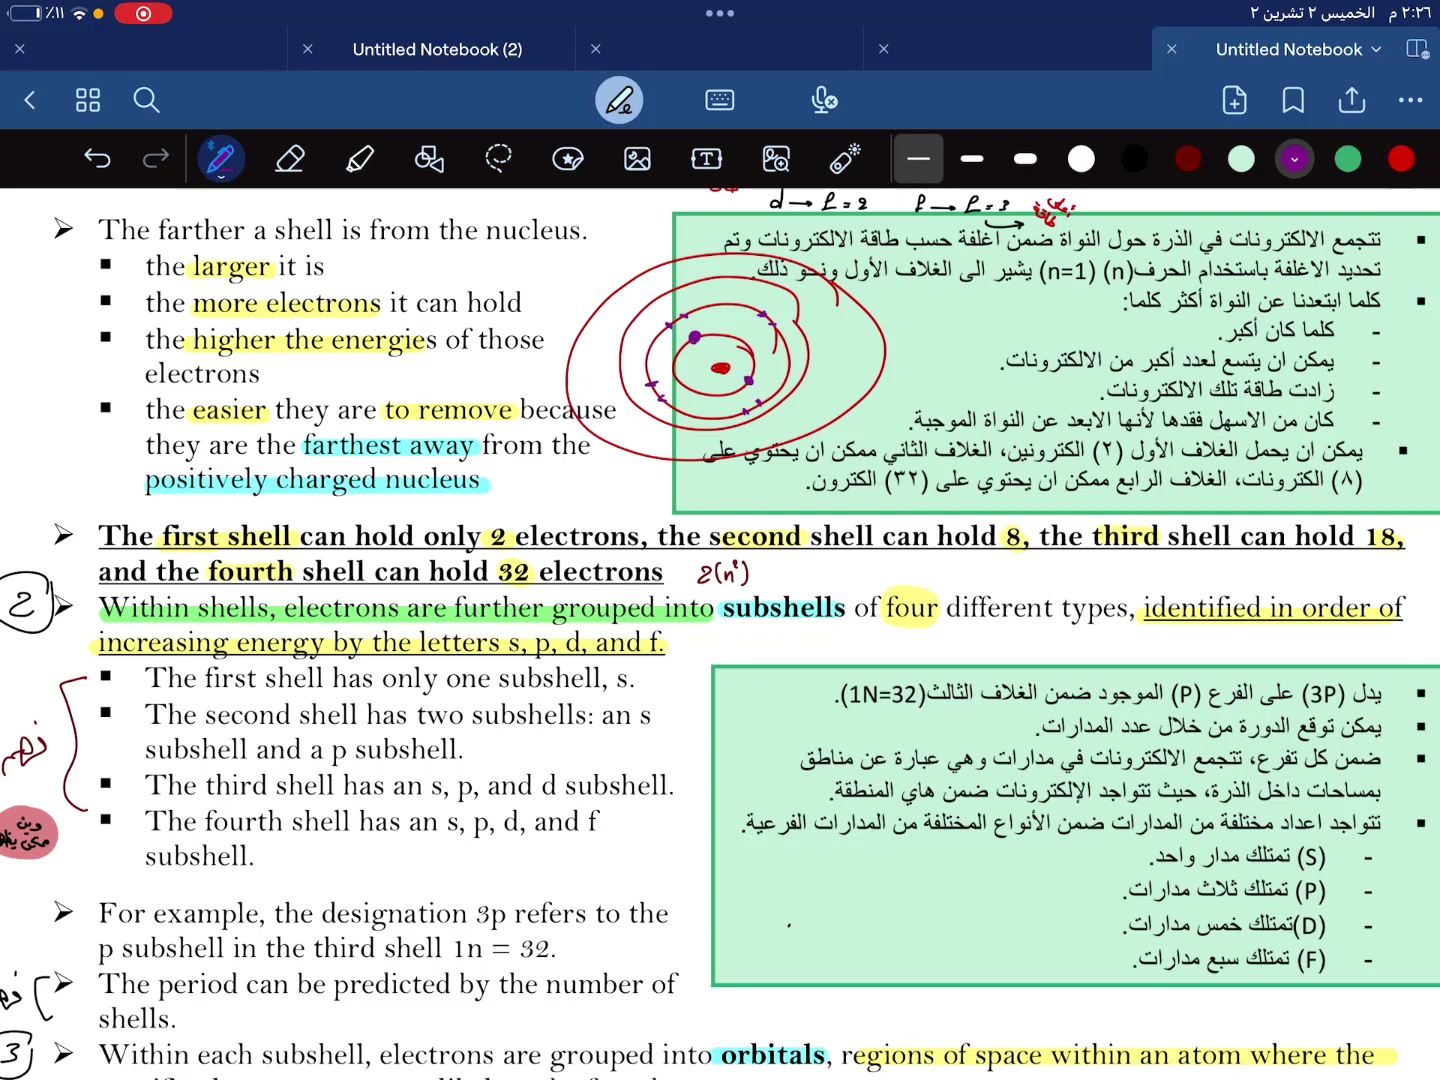 ٪١١
٢:٢٦ م الخميس ٢ تشرين ٢
Untitled Notebook (2)
Untitled Notebook
d → l = 2 f → l = 3
The farther a shell is from the nucleus.
the larger it is
the more electrons it can hold
the higher the energies of those
electrons
the easier they are to remove because
they are the farthest away from the
positively charged nucleus
تتجمع الالكترونات في الذرة حول النواة ضمن اغلفة حسب طاقة الالكترونات وتم
تحديد الاغلفة باستخدام الحرف(n) (n=1) يشير الى الغلاف الأول ونحو ذلك.
كلما ابتعدنا عن النواة أكثر كلما:
- كلما كان أكبر.
- يمكن ان يتسع لعدد أكبر من الالكترونات.
- زادت طاقة تلك الالكترونات.
- كان من الاسهل فقدها لأنها الابعد عن النواة الموجبة.
يمكن ان يحمل الغلاف الأول (٢) الكترونين، الغلاف الثاني ممكن ان يحتوي على
(٨) الكترونات، الغلاف الرابع ممكن ان يحتوي على (٣٢) الكترون.
The first shell can hold only 2 electrons, the second shell can hold 8, the third shell can hold 18,
and the fourth shell can hold 32 electrons 2(n²)
2 Within shells, electrons are further grouped into subshells of four different types, identified in order of
increasing energy by the letters s, p, d, and f.
The first shell has only one subshell, s.
The second shell has two subshells: an s
subshell and a p subshell.
The third shell has an s, p, and d subshell.
The fourth shell has an s, p, d, and f
subshell.
For example, the designation 3p refers to the
p subshell in the third shell 1n = 32.
The period can be predicted by the number of
shells.
يدل (3P) على الفرع (P) الموجود ضمن الغلاف الثالث(1N=32).
يمكن توقع الدورة من خلال عدد المدارات.
ضمن كل تفرع، تتجمع الالكترونات في مدارات وهي عبارة عن مناطق
بمساحات داخل الذرة، حيث تتواجد الإلكترونات ضمن هاي المنطقة.
تتواجد اعداد مختلفة من المدارات ضمن الأنواع المختلفة من المدارات الفرعية.
- (S) تمتلك مدار واحد.
- (P) تمتلك ثلاث مدارات.
- (D)تمتلك خمس مدارات.
- (F) تمتلك سبع مدارات.
3 Within each subshell, electrons are grouped into orbitals, regions of space within an atom where the